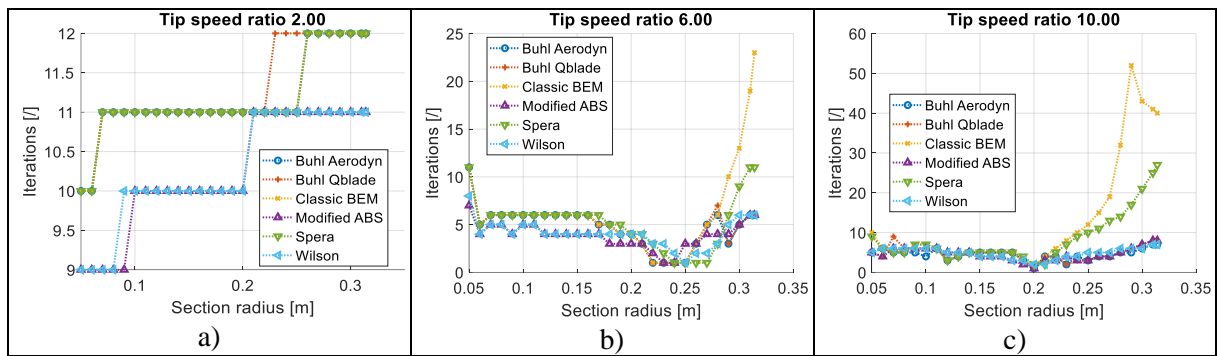 Tip speed ratio 2.00
12
11.5
11
10.5
10
9.5
9
Iterations [/]
0.1
0.2
0.3
Section radius [m]
Buhl Aerodyn
Buhl Qblade
Classic BEM
Modified ABS
Spera
Wilson
a)
Tip speed ratio 6.00
25
20
15
10
5
0
Iterations [/]
0.05
0.1
0.15
0.2
0.25
0.3
0.35
Section radius [m]
Buhl Aerodyn
Buhl Qblade
Classic BEM
Modified ABS
Spera
Wilson
b)
Tip speed ratio 10.00
60
50
40
30
20
10
0
Iterations [/]
0.05
0.1
0.15
0.2
0.25
0.3
0.35
Section radius [m]
Buhl Aerodyn
Buhl Qblade
Classic BEM
Modified ABS
Spera
Wilson
c)